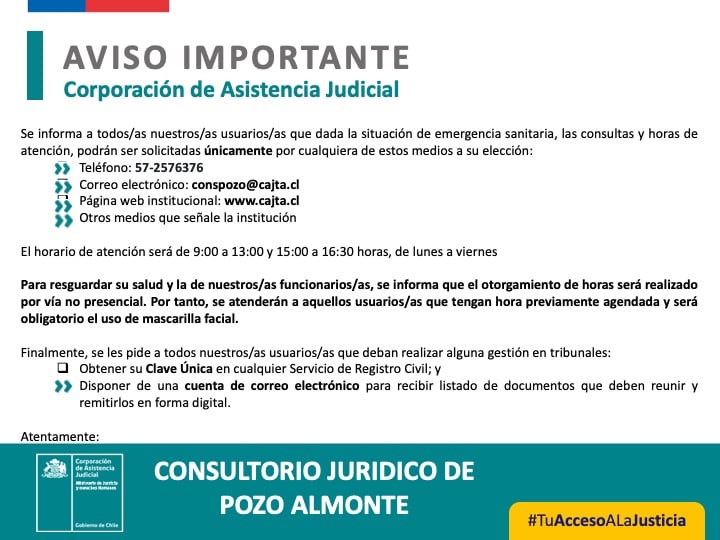 AVISO IMPORTANTE
Corporación de Asistencia Judicial
Se informa a todos/as nuestros/as usuarios/as que dada la situación de emergencia sanitaria, las consultas y horas de
atención, podrán ser solicitadas únicamente por cualquiera de estos medios a su elección:
Teléfono: 57-2576376
Correo electrónico: conspozo@cajta.cl
Página web institucional: www.cajta.cl
Otros medios que señale la institución
El horario de atención será de 9:00 a 13:00 y 15:00 a 16:30 horas, de lunes a viernes
Para resguardar su salud y la de nuestros/as funcionarios/as, se informa que el otorgamiento de horas será realizado
por vía no presencial. Por tanto, se atenderán a aquellos usuarios/as que tengan hora previamente agendada y será
obligatorio el uso de mascarilla facial.
Finalmente, se les pide a todos nuestros/as usuarios/as que deban realizar alguna gestión en tribunales:
Obtener su Clave Única en cualquier Servicio de Registro Civil; y
Disponer de una cuenta de correo electrónico para recibir listado de documentos que deben reunir y
remitirlos en forma digital.
Atentamente:
Corporación
de Asistencia
Judicial
Ministerio de Justicia
y Derechos Humanos
Gobierno de Chile
CONSULTORIO JURIDICO DE
POZO ALMONTE
#TuAccesoALaJusticia